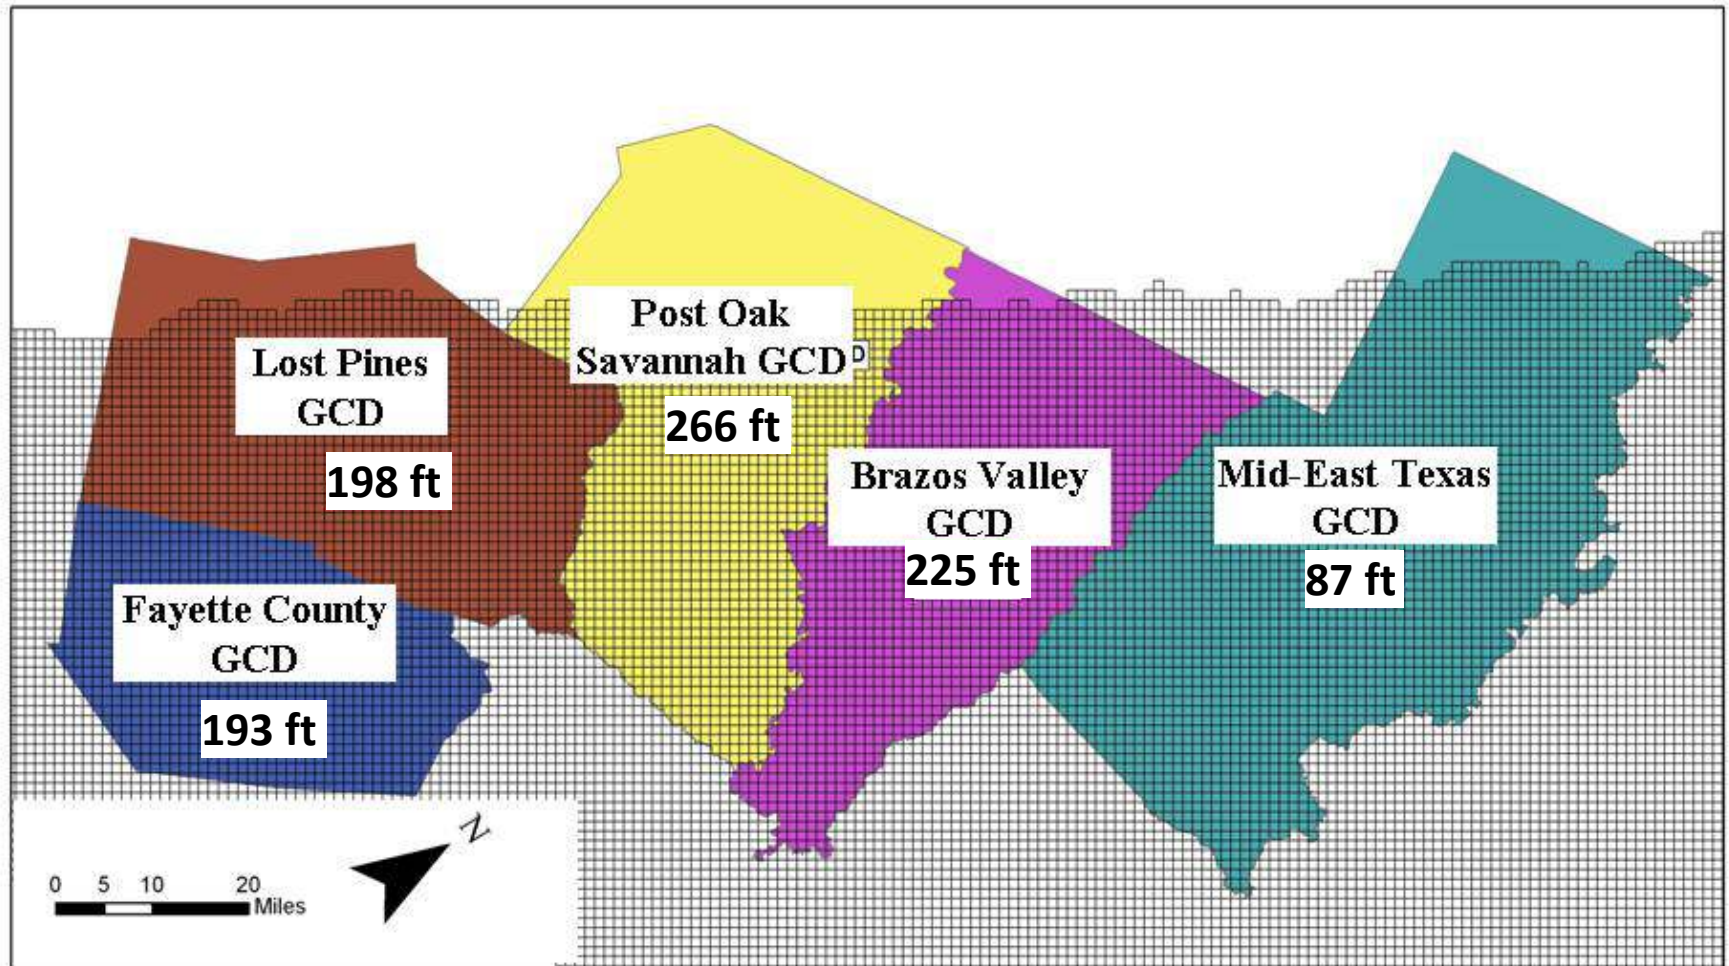 Post Oak
Savannah GCD
D
266 ft
Lost Pines
GCD
198 ft
Brazos Valley
GCD
225 ft
Mid-East Texas
GCD
87 ft
Fayette County
GCD
193 ft
N
0 5 10 20
Miles